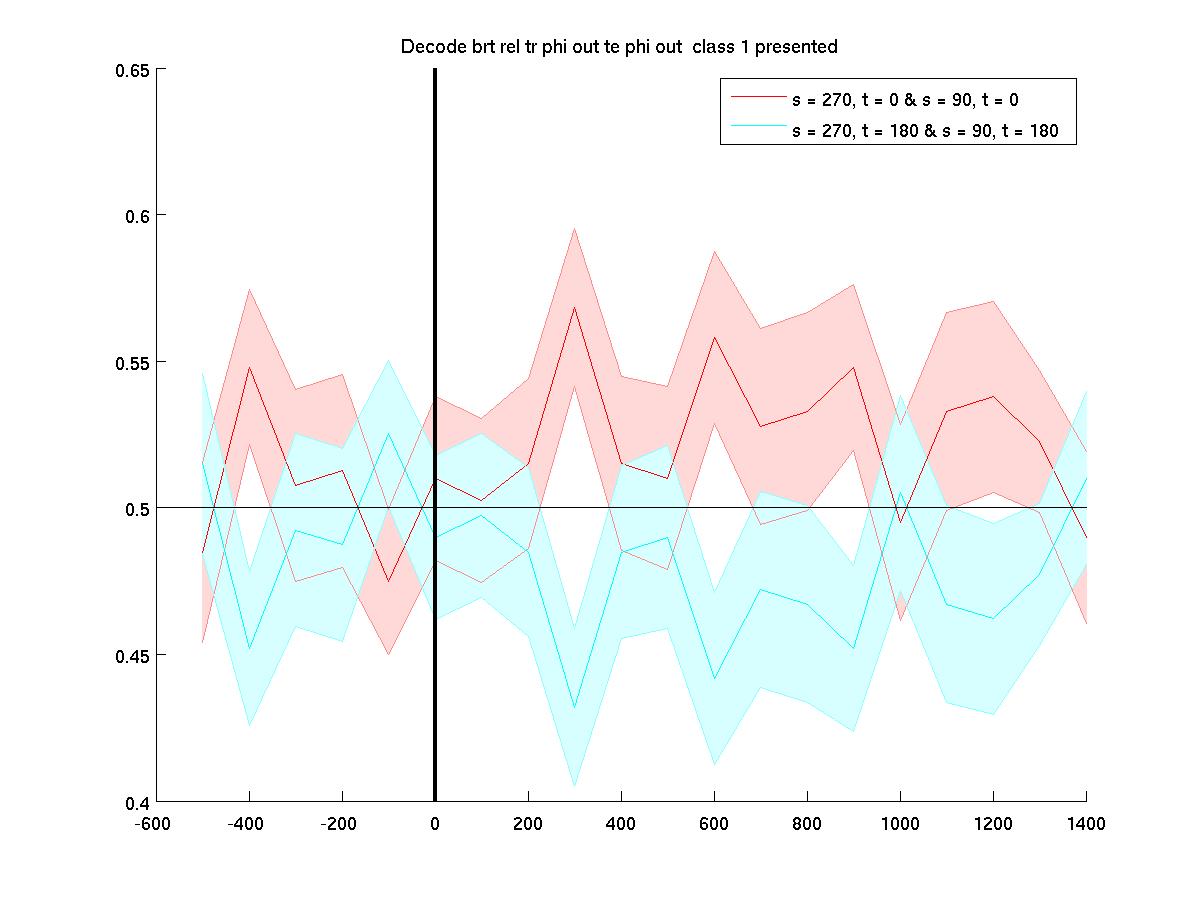 Decode brt rel tr phi out te phi out  class 1 presented
s = 270, t = 0 & s = 90, t = 0
s = 270, t = 180 & s = 90, t = 180
0.65
0.6
0.55
0.5
0.45
0.4
-600 -400 -200 0 200 400 600 800 1000 1200 1400